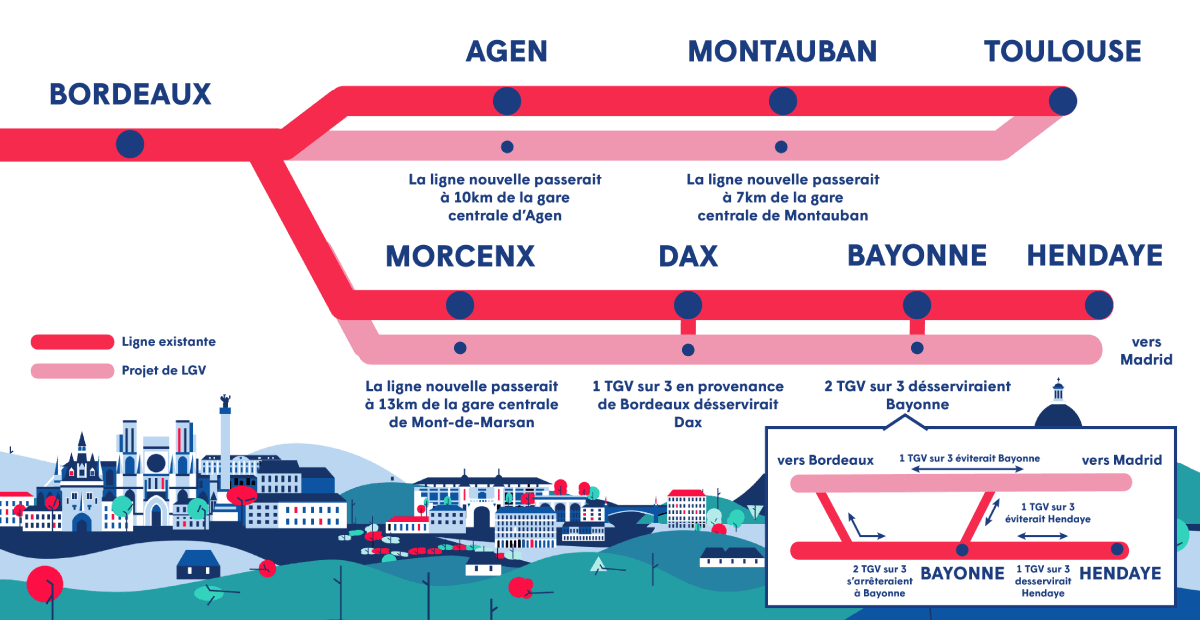 BORDEAUX
AGEN
MONTAUBAN
TOULOUSE
La ligne nouvelle passerait
à 10km de la gare
centrale d'Agen
La ligne nouvelle passerait
à 7km de la gare
centrale de Montauban
MORCENX
DAX
BAYONNE
HENDAYE
Ligne existante
Projet de LGV
vers
Madrid
La ligne nouvelle passerait
à 13km de la gare centrale
de Mont-de-Marsan
1 TGV sur 3 en provenance
de Bordeaux désservirait
Dax
2 TGV sur 3 désserviraient
Bayonne
vers Bordeaux
1 TGV sur 3 éviterait Bayonne
vers Madrid
1 TGV sur 3
éviterait Hendaye
2 TGV sur 3
s'arrêteraient
à Bayonne
BAYONNE
1 TGV sur 3
desservirait
Hendaye
HENDAYE